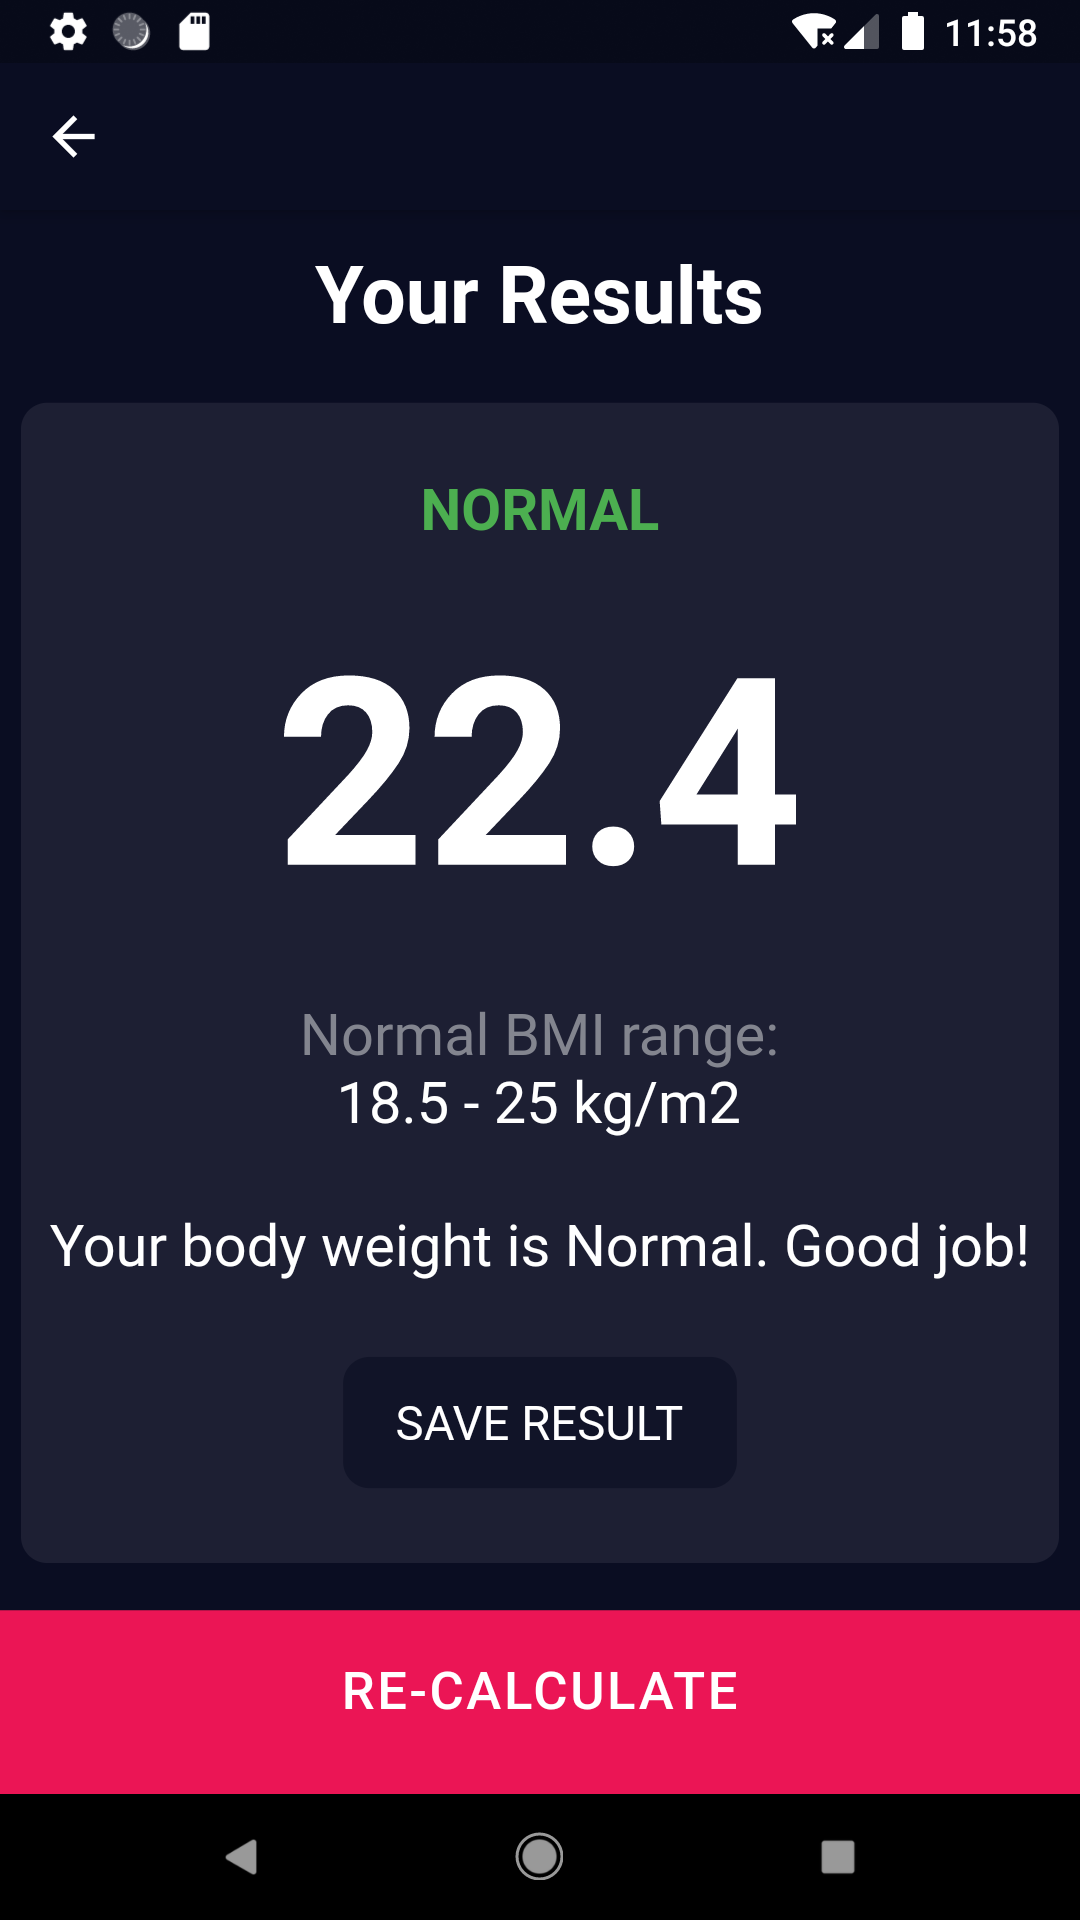 11:58
Your Results
NORMAL
22.4
Normal BMI range:
18.5 - 25 kg/m2
Your body weight is Normal. Good job!
SAVE RESULT
RE-CALCULATE